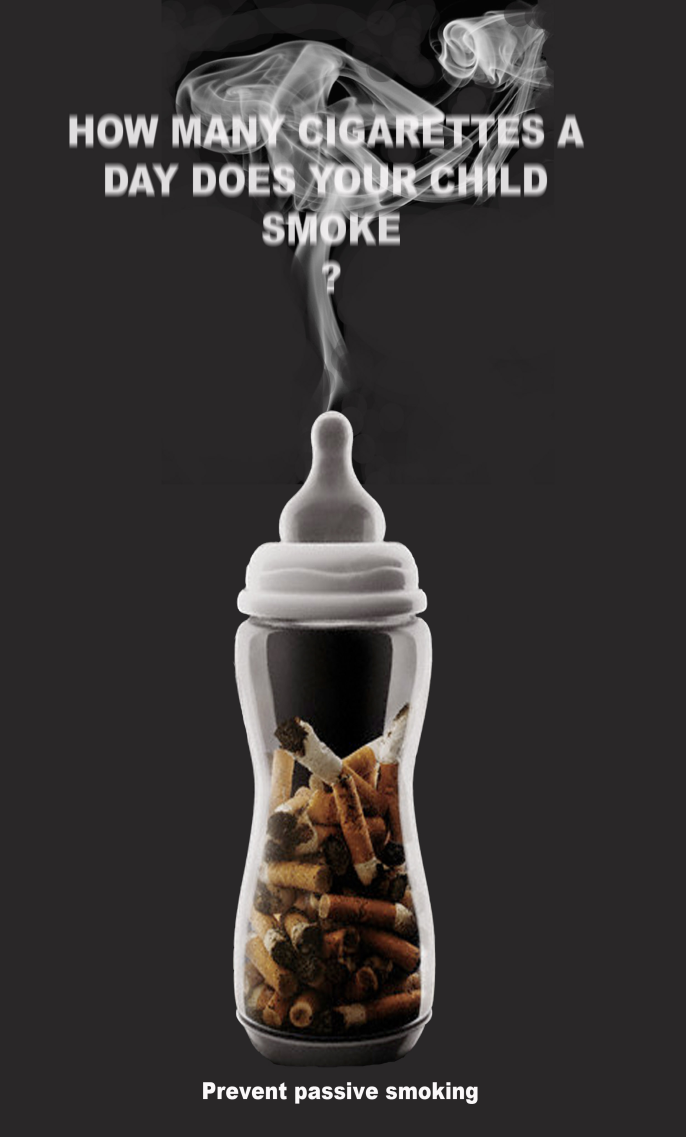 HOW MANY CIGARETTES A
DAY DOES YOUR CHILD
SMOKE
?
Prevent passive smoking